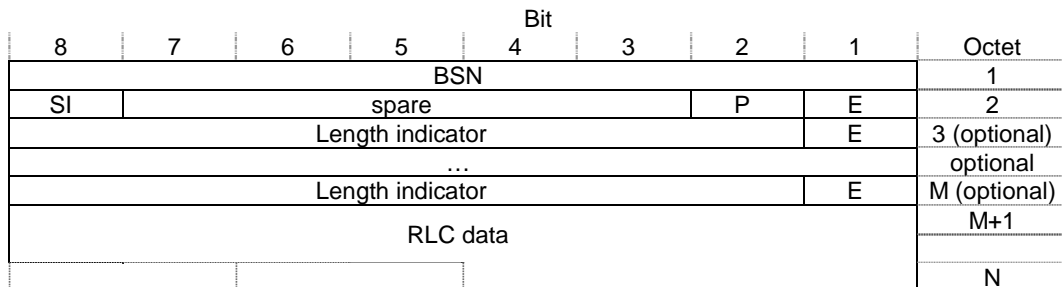 Bit
8 7 6 5 4 3 2 1 Octet
BSN 1
SI spare P E 2
Length indicator E 3 (optional)
… optional
Length indicator E M (optional)
RLC data M+1
N